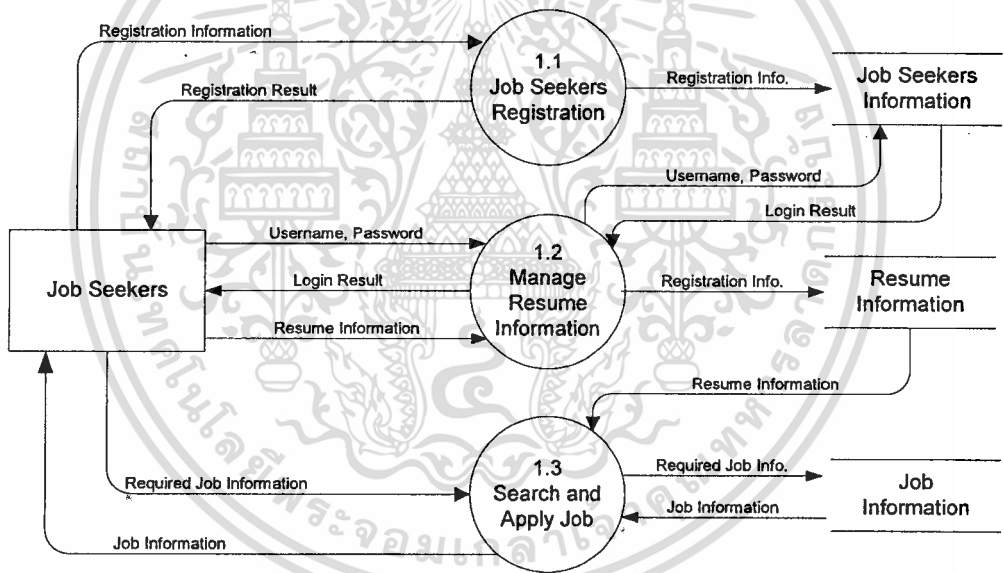 Registration Information
1.1
Job Seekers
Registration
Registration Result
Registration Info.
Job Seekers
Information
Username, Password
Login Result
Job Seekers
Username, Password
Login Result
Resume Information
1.2
Manage
Resume
Information
Registration Info.
Resume
Information
Resume Information
1.3
Search and
Apply Job
Required Job Information
Job Information
Required Job Info.
Job Information
Job
Information